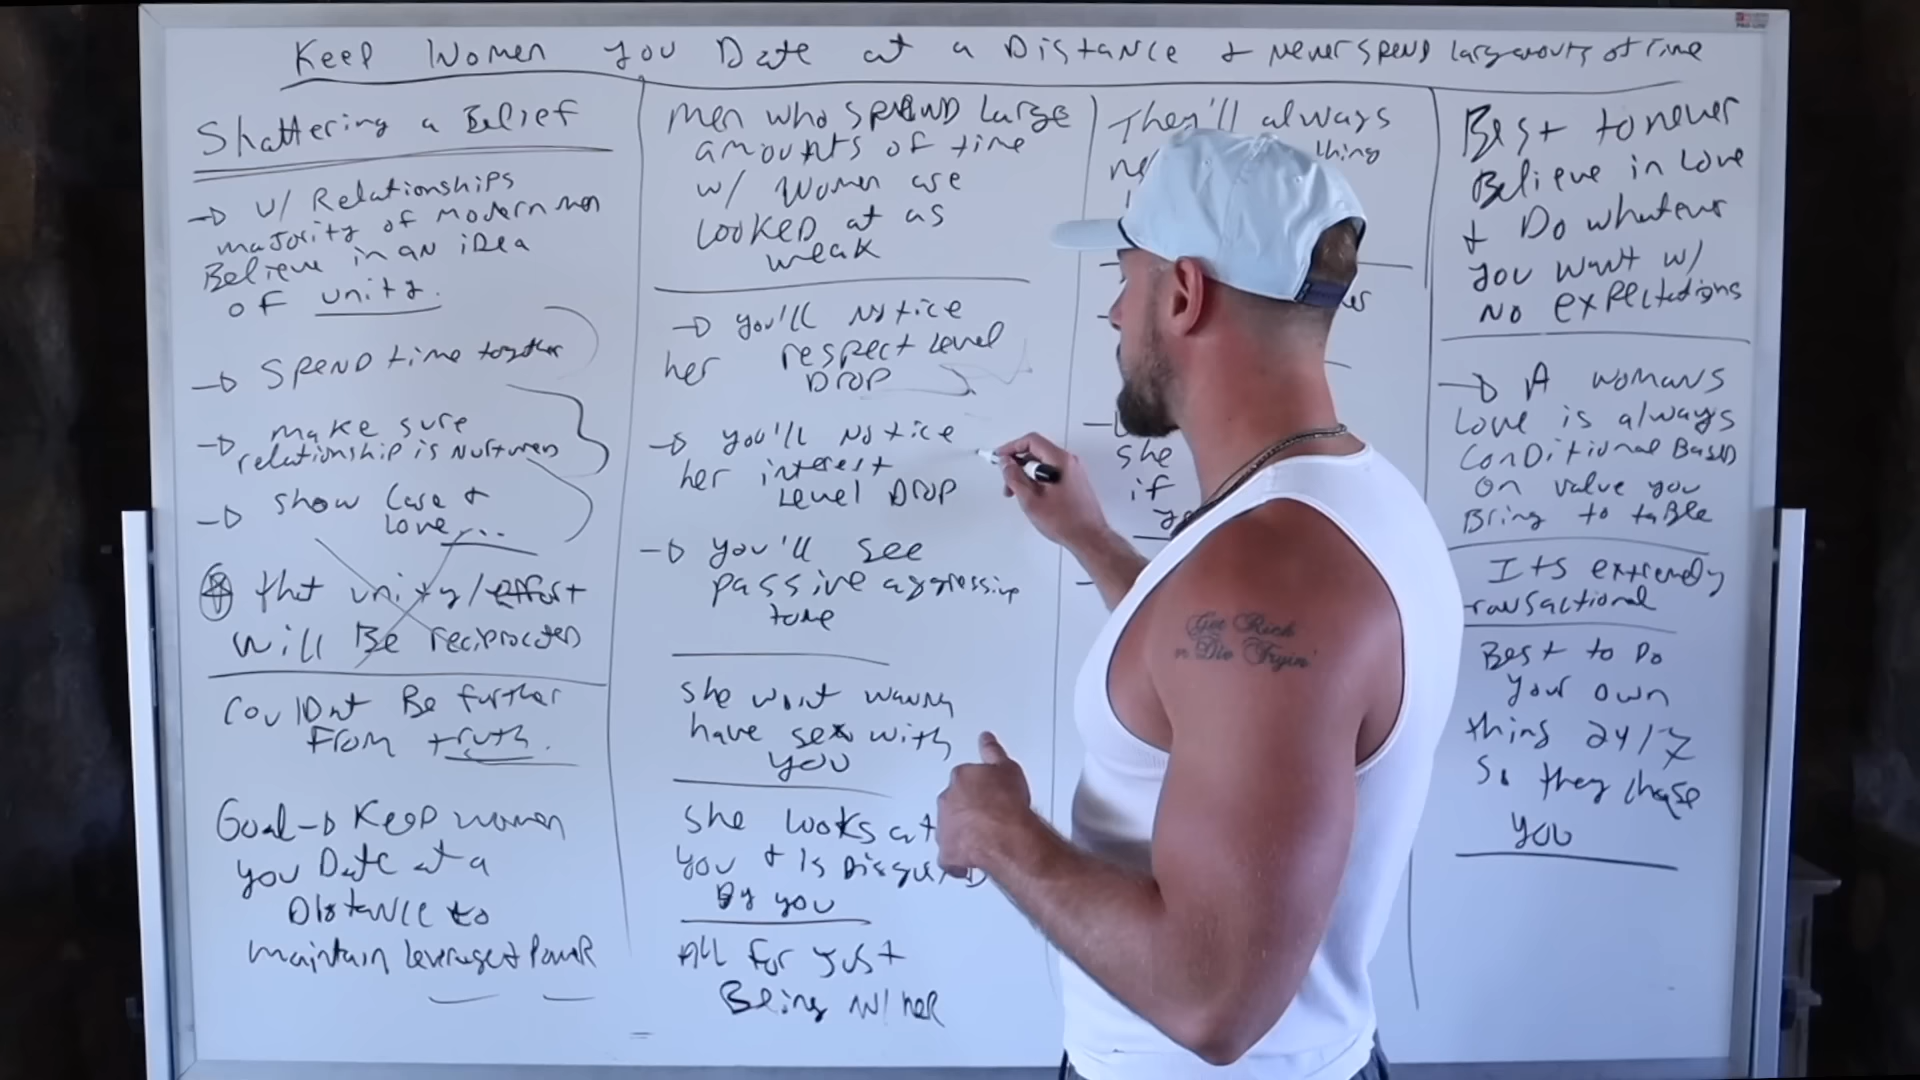 Keep Women you Date at a Distance & Never spend large amouts of time
Shattering a Belief
→ w/ Relationships
majority of modern men
Believe in an idea
of unity.
→ spend time together
→ make sure
relationship is nurtured
→ show care &
love...
that unity/effort
will Be reciprocated
Couldnt Be further
From truth.
Goal → Keep women
you Date at a
Distance to
maintain leverage & Power
men who spend large
amounts of time
w/ women are
looked at as
weak
→ you'll notice
her respect level
Drop
→ you'll notice
her interest
level Drop
→ you'll see
passive aggressive
tone
she wont wanna
have sex with
you
she looks at
you & is Disgusted
By you
All for just
Being w/ her
They'll always
thing
she
if
Best to never
Believe in love
& Do whatever
you want w/
no expectations
→ A womans
love is always
conditional Based
on value you
Bring to table
Its extremely
transactional
Best to Do
your own
thing 24/7
so they chase
you
Get Rich
or Die Tryin'